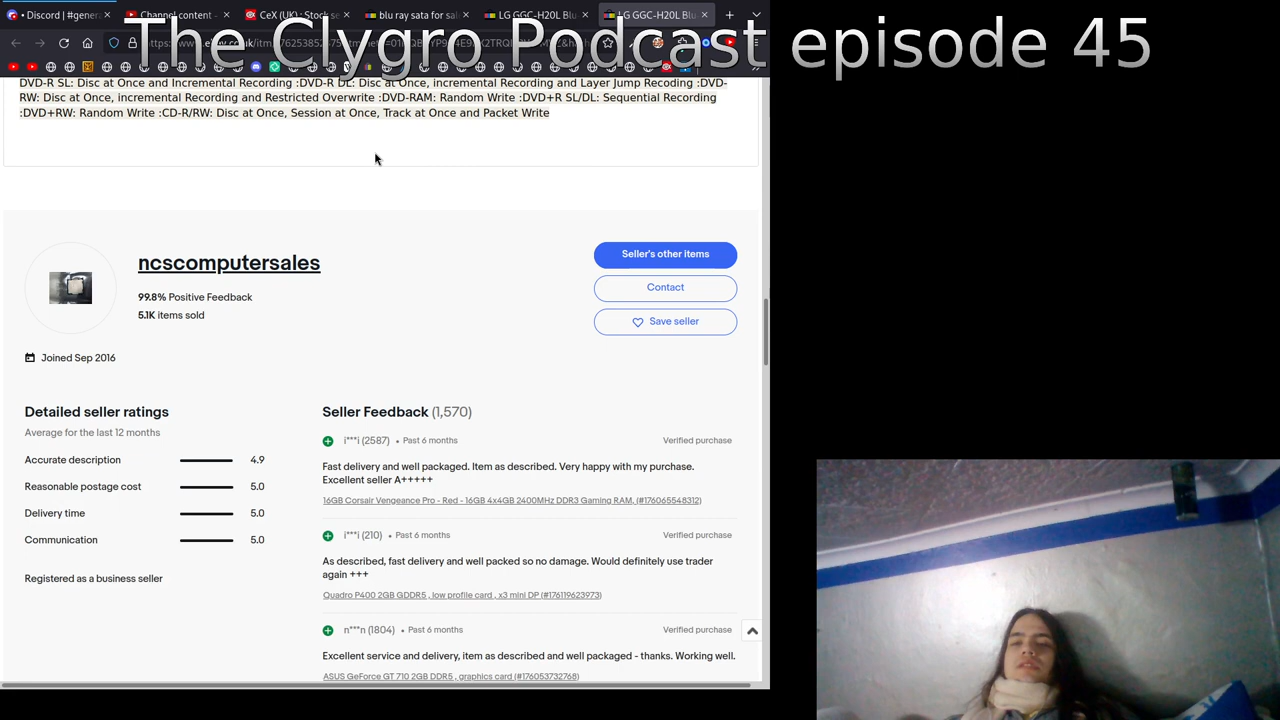 • Discord | #gener
Channel content -
CeX (UK) : Stock se
blu ray sata for sal
LG GGC-H20L Blu
LG GGC-H20L Blu-
The Clygro Podcast episode 45
DVD-R SL: Disc at Once and Incremental Recording :DVD-R DL: Disc at Once, incremental Recording and Layer Jump Recoding :DVD-
RW: Disc at Once, incremental Recording and Restricted Overwrite :DVD-RAM: Random Write :DVD+R SL/DL: Sequential Recording
:DVD+RW: Random Write :CD-R/RW: Disc at Once, Session at Once, Track at Once and Packet Write
ncscomputersales
99.8% Positive Feedback
5.1K items sold
Seller's other items
Contact
Save seller
Joined Sep 2016
Detailed seller ratings
Average for the last 12 months
Accurate description 4.9
Reasonable postage cost 5.0
Delivery time 5.0
Communication 5.0
Registered as a business seller
Seller Feedback (1,570)
i***i (2587) • Past 6 months Verified purchase
Fast delivery and well packaged. Item as described. Very happy with my purchase.
Excellent seller A+++++
16GB Corsair Vengeance Pro - Red - 16GB 4x4GB 2400MHz DDR3 Gaming RAM, (#176065548312)
i***i (210) • Past 6 months Verified purchase
As described, fast delivery and well packed so no damage. Would definitely use trader
again +++
Quadro P400 2GB GDDR5 , low profile card , x3 mini DP (#176119623973)
n***n (1804) • Past 6 months Verified purchase
Excellent service and delivery, item as described and well packaged - thanks. Working well.
ASUS GeForce GT 710 2GB DDR5 , graphics card (#176053732768)